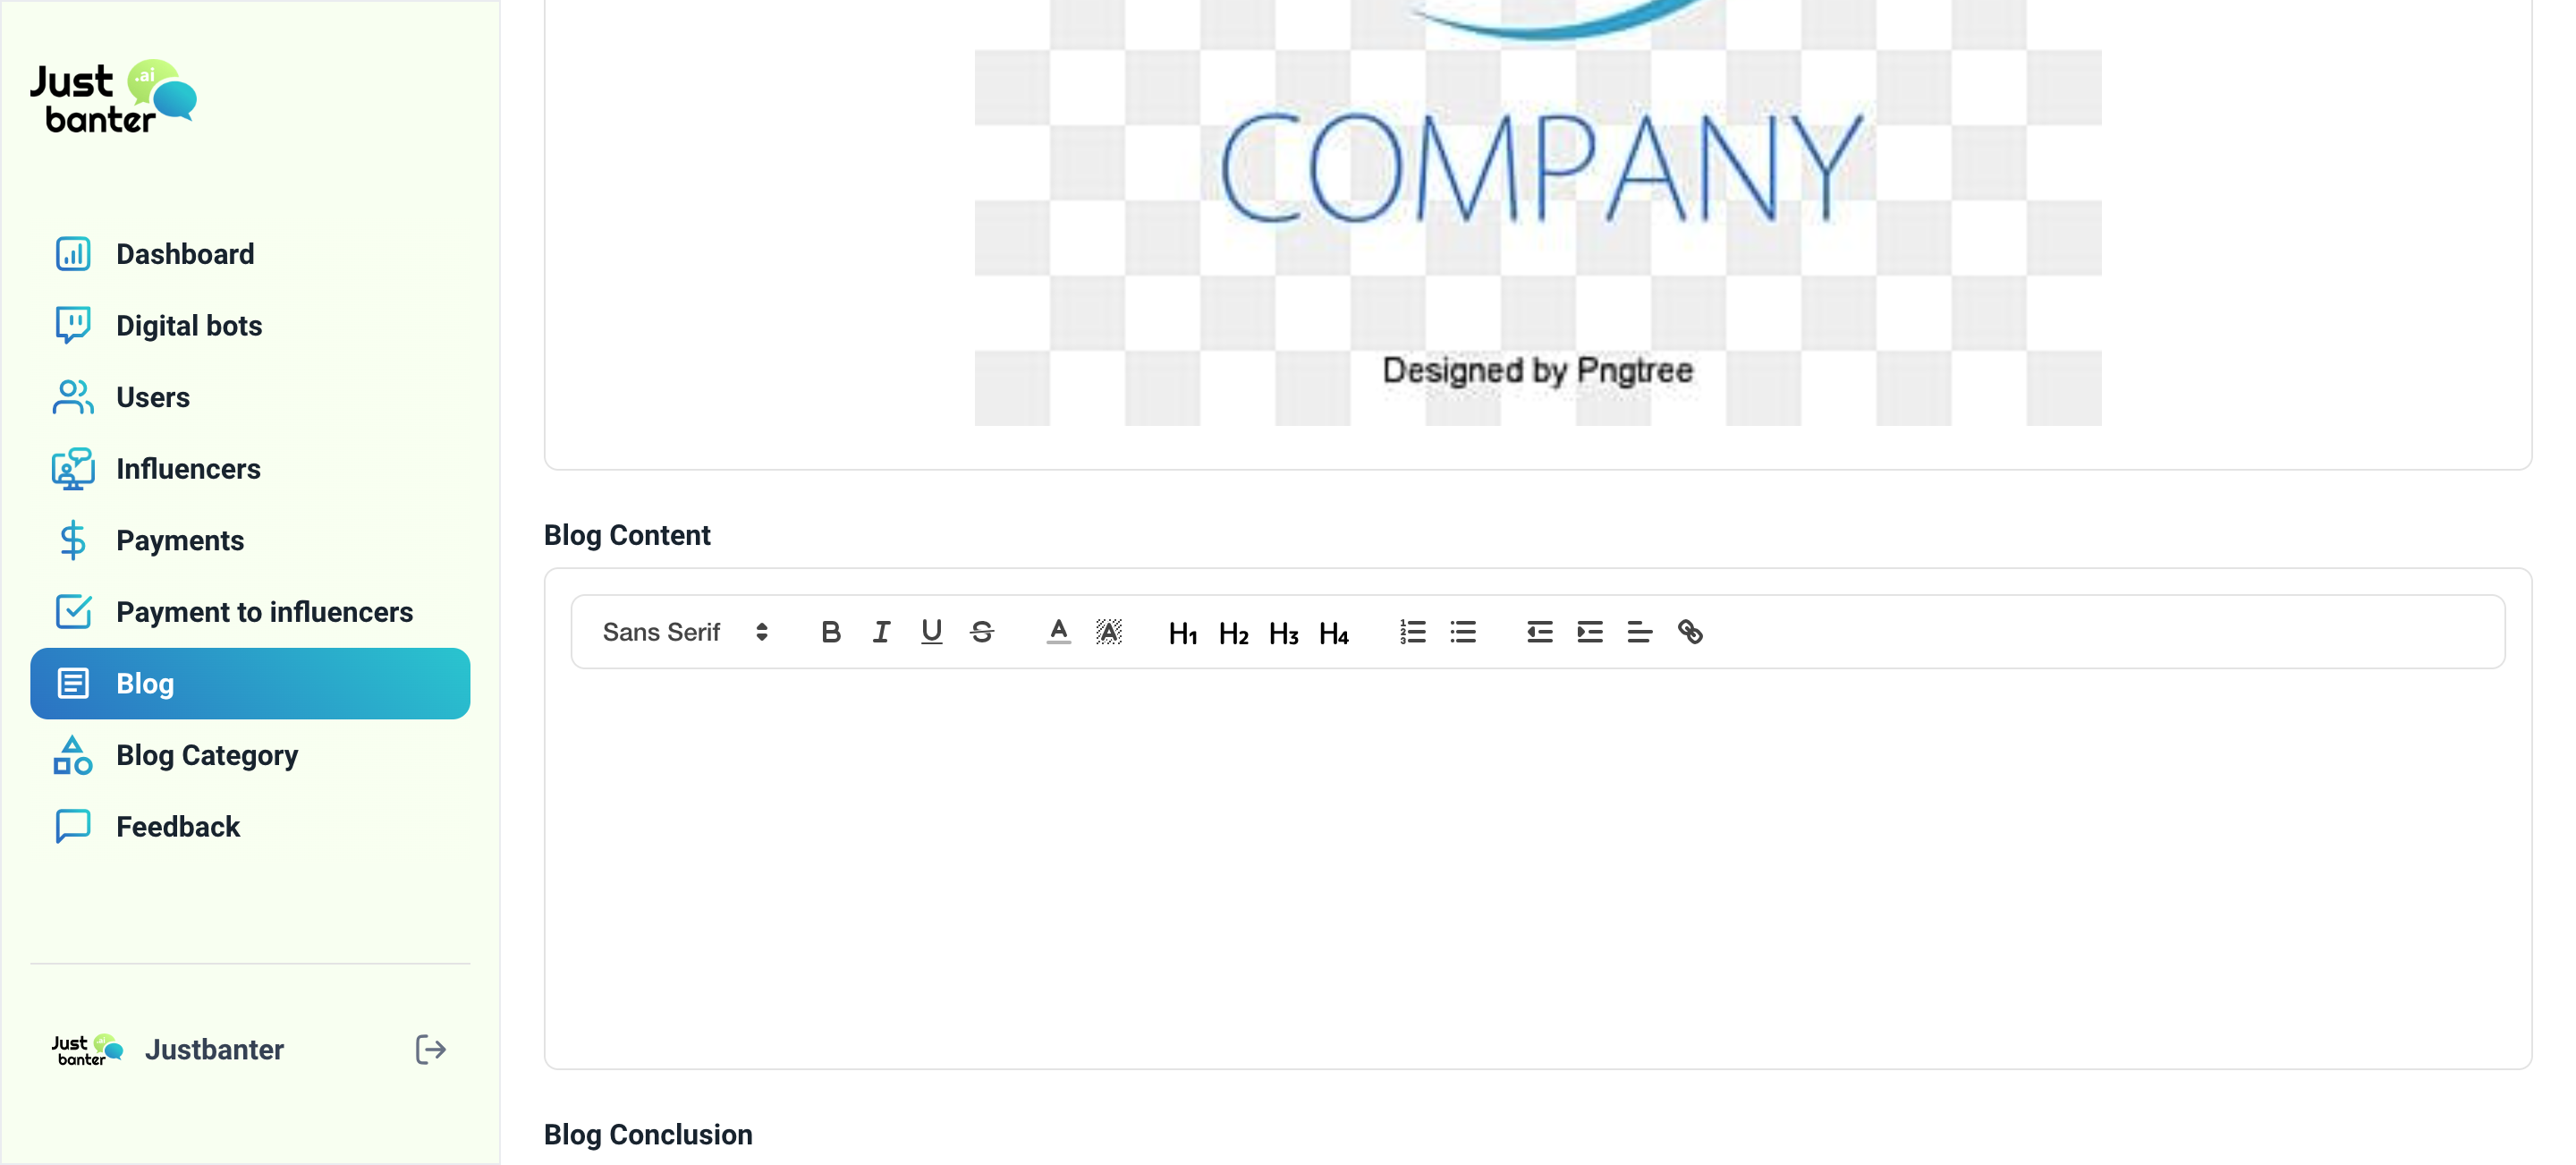 Just
.ai
banter
Dashboard
Digital bots
Users
Influencers
Payments
Payment to influencers
Blog
Blog Category
Feedback
Just
banter
Justbanter
COMPANY
Designed by Pngtree
Blog Content
Sans Serif B I U S A A H1 H2 H3 H4
Blog Conclusion